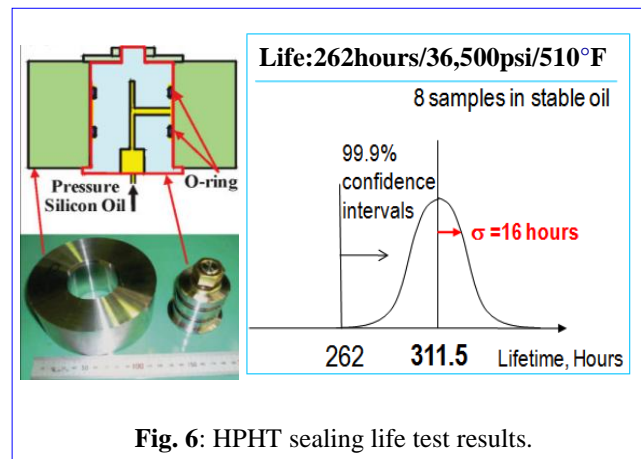 Pressure
Silicon Oil
O-ring
Life:262hours/36,500psi/510°F
8 samples in stable oil
99.9%
confidence
intervals
σ =16 hours
262
311.5
Lifetime, Hours
Fig. 6: HPHT sealing life test results.